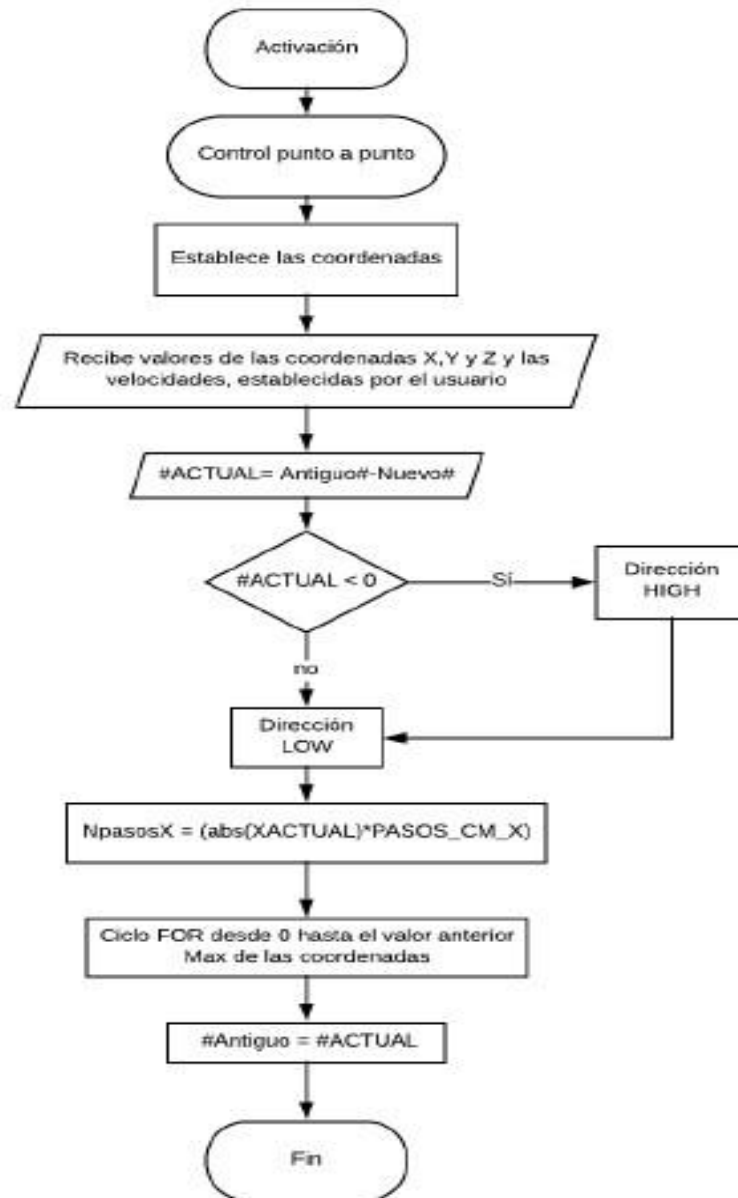 Activación
Control punto a punto
Establece las coordenadas
Recibe valores de las coordenadas X,Y y Z y las
velocidades, establecidas por el usuario
#ACTUAL= Antiguo#-Nuevo#
#ACTUAL < 0
Sí
Dirección
HIGH
no
Dirección
LOW
NpasosX = (abs(XACTUAL)*PASOS_CM_X)
Ciclo FOR desde 0 hasta el valor anterior
Max de las coordenadas
#Antiguo = #ACTUAL
Fin